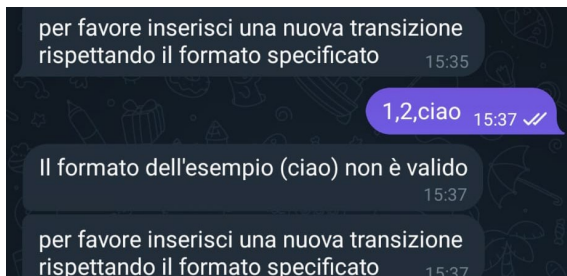 per favore inserisci una nuova transizione
rispettando il formato specificato 15:35
1,2,ciao 15:37
Il formato dell'esempio (ciao) non è valido
15:37
per favore inserisci una nuova transizione
rispettando il formato specificato 15:37